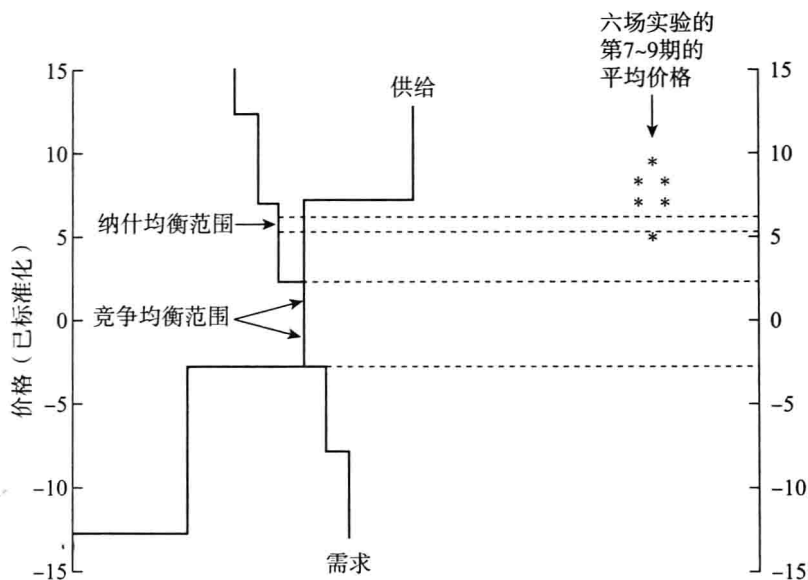 六场实验的
第7~9期的
平均价格
15
10
5
0
-5
-10
-15
价格（已标准化）
供给
纳什均衡范围
竞争均衡范围
需求
*
* *
* *
*
15
10
5
0
-5
-10
-15